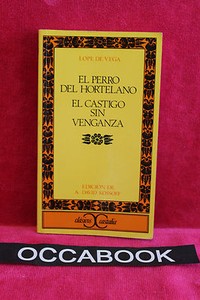 LOPE DE VEGA
EL PERRO
DEL HORTELANO
EL CASTIGO
SIN
VENGANZA
EDICIÓN DE
A. DAVID KOSSOFF
clásicos Castalia
OCCABOOK